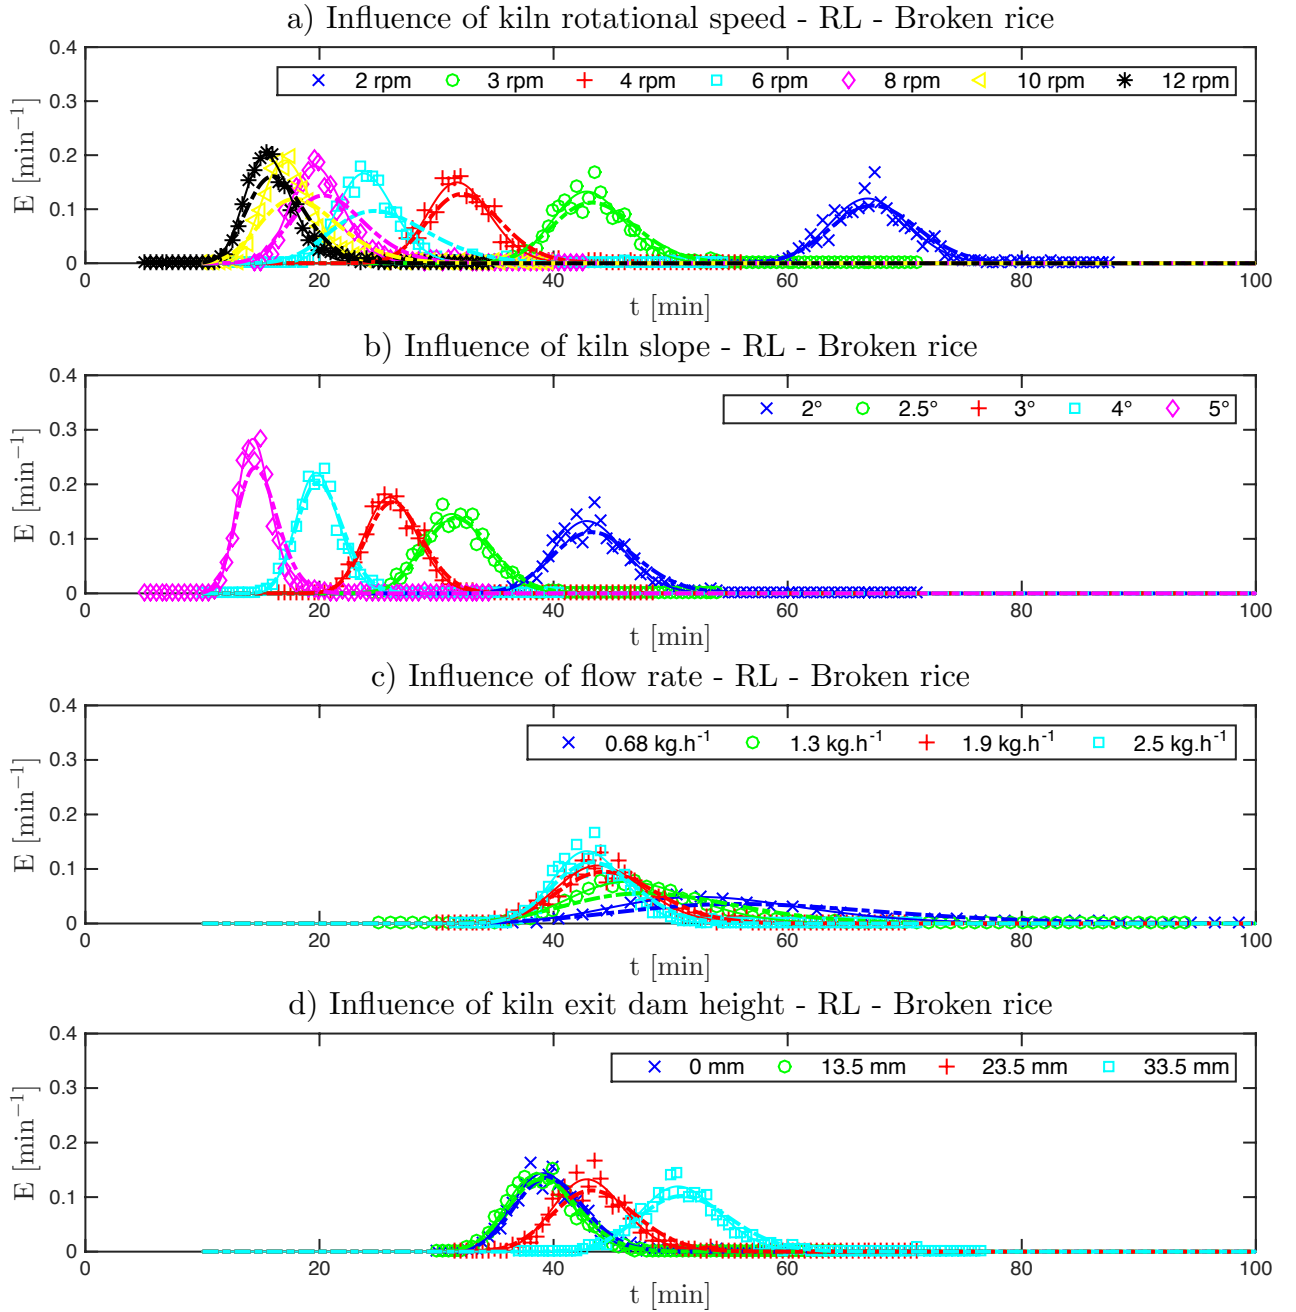 a) Influence of kiln rotational speed - RL - Broken rice
0.4
2 rpm 3 rpm 4 rpm 6 rpm 8 rpm 10 rpm 12 rpm
0.3
0.2
0.1
0
E [min⁻¹]
0 20 40 60 80 100
t [min]
b) Influence of kiln slope - RL - Broken rice
0.4
2° 2.5° 3° 4° 5°
0.3
0.2
0.1
0
E [min⁻¹]
0 20 40 60 80 100
t [min]
c) Influence of flow rate - RL - Broken rice
0.4
0.68 kg.h⁻¹ 1.3 kg.h⁻¹ 1.9 kg.h⁻¹ 2.5 kg.h⁻¹
0.3
0.2
0.1
0
E [min⁻¹]
0 20 40 60 80 100
t [min]
d) Influence of kiln exit dam height - RL - Broken rice
0.4
0 mm 13.5 mm 23.5 mm 33.5 mm
0.3
0.2
0.1
0
E [min⁻¹]
0 20 40 60 80 100
t [min]